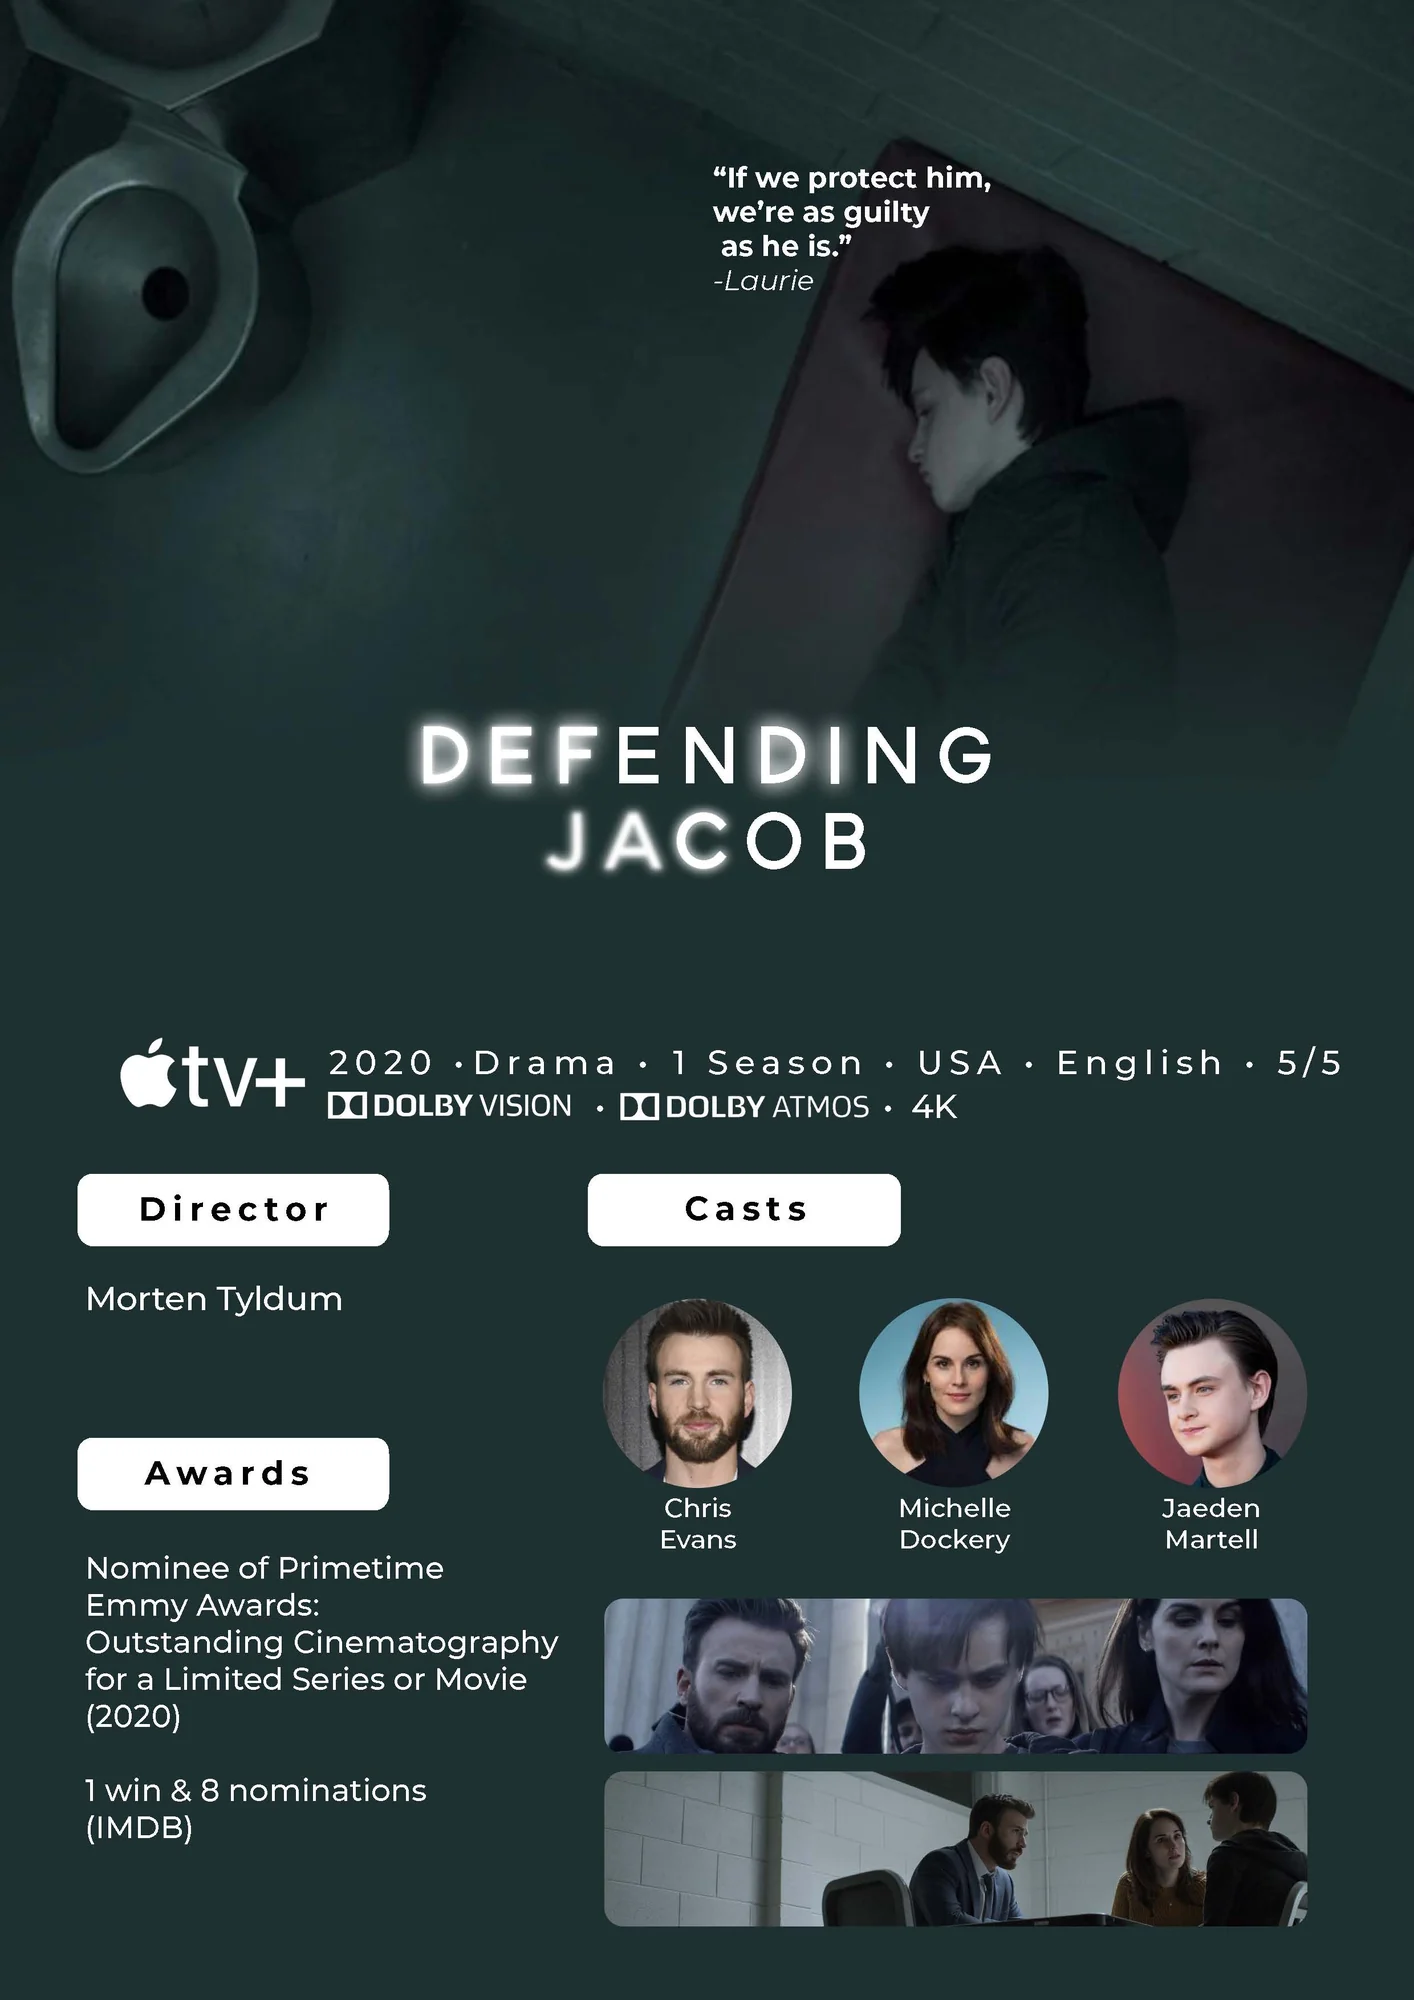 “If we protect him,
we’re as guilty
as he is.”
-Laurie
DEFENDING
JACOB
tv+
2020 • Drama • 1 Season • USA • English • 5/5
DOLBY VISION • DOLBY ATMOS • 4K
Director
Morten Tyldum
Awards
Nominee of Primetime
Emmy Awards:
Outstanding Cinematography
for a Limited Series or Movie
(2020)
1 win & 8 nominations
(IMDB)
Casts
Chris
Evans
Michelle
Dockery
Jaeden
Martell